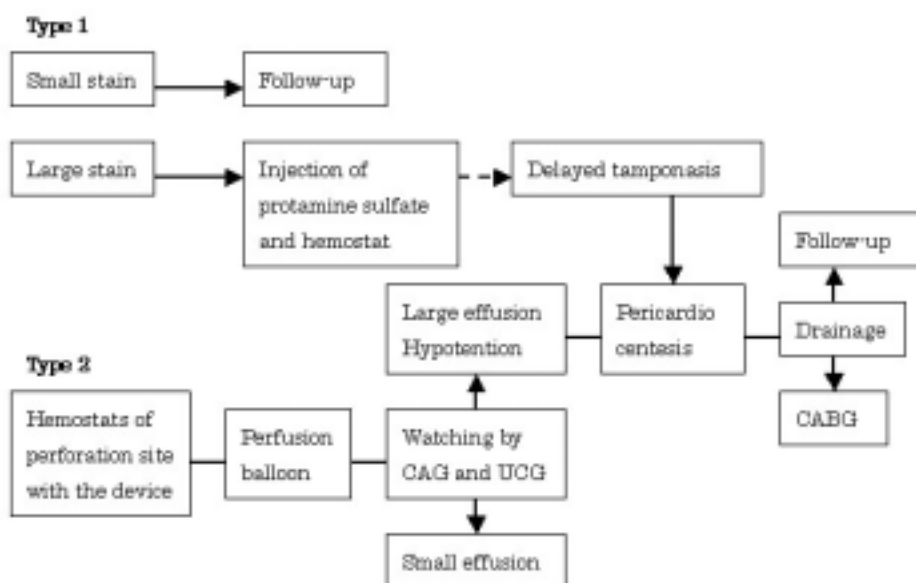 Type 1
Small stain
Follow-up
Large stain
Injection of
protamine sulfate
and hemostat
Delayed tamponasis
Follow-up
Large effusion
Hypotention
Pericardio
centesis
Drainage
CABG
Type 2
Hemostats of
perforation site
with the device
Perfusion
balloon
Watching by
CAG and UCG
Small effusion